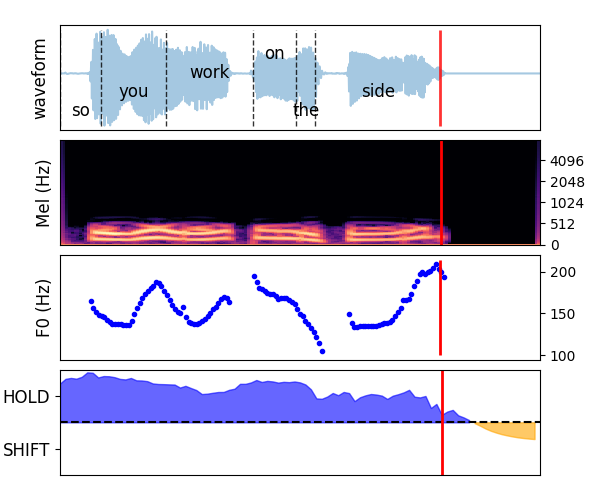 waveform
so you work on the side
Mel (Hz)
4096
2048
1024
512
0
F0 (Hz)
200
150
100
HOLD
SHIFT